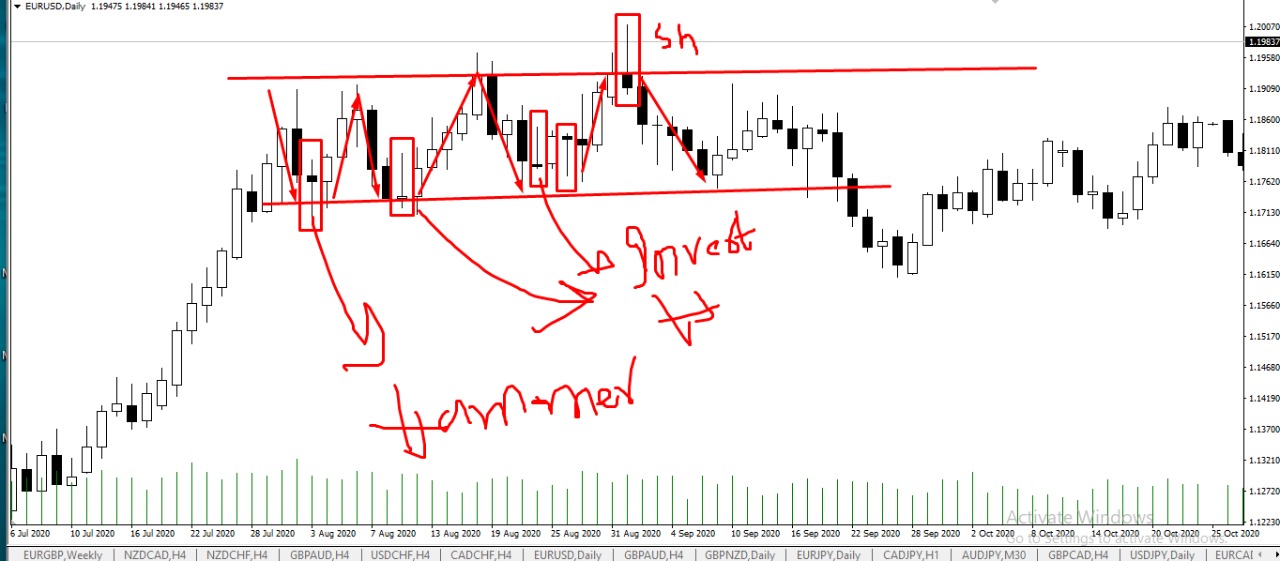 EURUSD,Daily 1.19475 1.19841 1.19465 1.19837
1.20070
1.19837
1.19580
1.19090
1.18600
1.18110
1.17620
1.17130
1.16640
1.16150
1.15660
1.15170
1.14680
1.14190
1.13700
1.13210
1.12720
1.12230
Sh
Invest
Hammer
Activate Windows
Go to Settings to activate Windows.
6 Jul 2020 10 Jul 2020 16 Jul 2020 22 Jul 2020 28 Jul 2020 3 Aug 2020 7 Aug 2020 13 Aug 2020 19 Aug 2020 25 Aug 2020 31 Aug 2020 4 Sep 2020 10 Sep 2020 16 Sep 2020 22 Sep 2020 28 Sep 2020 2 Oct 2020 8 Oct 2020 14 Oct 2020 20 Oct 2020 25 Oct 2020
EURGBP,Weekly NZDCAD,H4 NZDCHF,H4 GBPAUD,H4 USDCHF,H4 CADCHF,H4 EURUSD,Daily GBPAUD,H4 GBPNZD,Daily EURJPY,Daily CADJPY,H1 AUDJPY,M30 GBPCAD,H4 USDJPY,Daily EURCAI